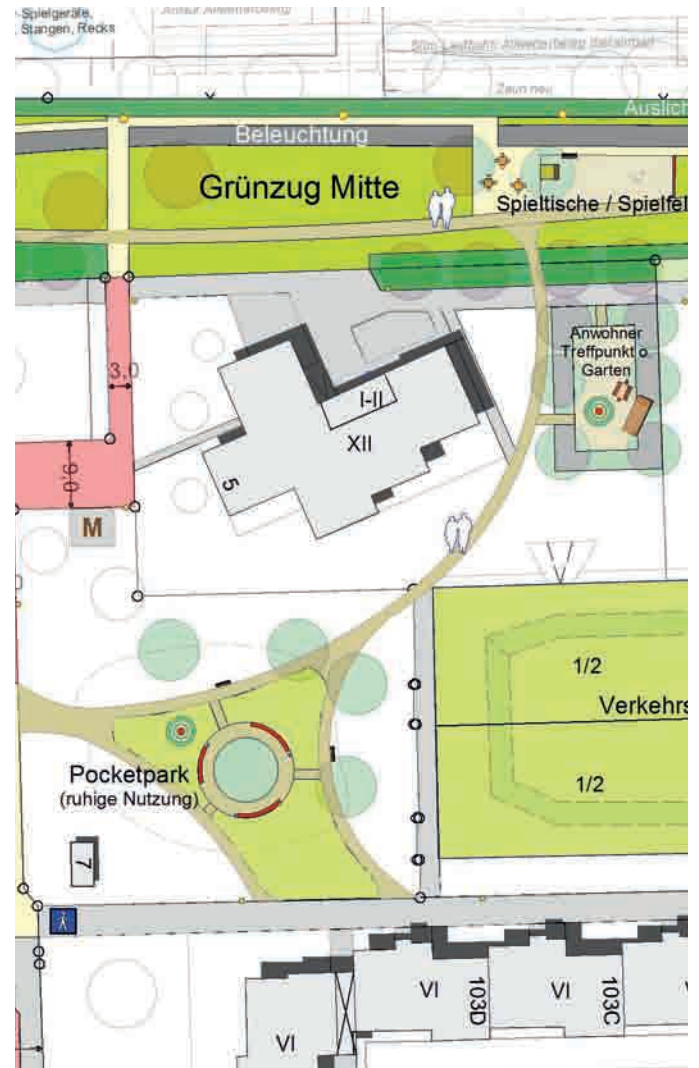 Spielgeräte,
Stangen, Recks
Zaun neu
Auslich
Beleuchtung
Grünzug Mitte
Spieltische / Spielfel
Anwohner
Treffpunkt o
Garten
3,0
I-II
XII
5
9,0
M
1/2
Verkehrs
1/2
Pocketpark
(ruhige Nutzung)
7
VI
103D
VI
103C
V
VI